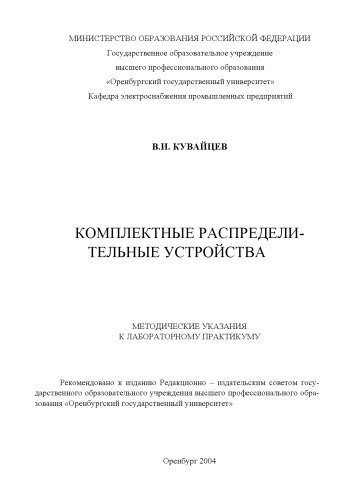 МИНИСТЕРСТВО ОБРАЗОВАНИЯ РОССИЙСКОЙ ФЕДЕРАЦИИ
Государственное образовательное учреждение
высшего профессионального образования
«Оренбургский государственный университет»
Кафедра электроснабжения промышленных предприятий
В.И. КУВАЙЦЕВ
КОМПЛЕКТНЫЕ РАСПРЕДЕЛИ-
ТЕЛЬНЫЕ УСТРОЙСТВА
МЕТОДИЧЕСКИЕ УКАЗАНИЯ
К ЛАБОРАТОРНОМУ ПРАКТИКУМУ
Рекомендовано к изданию Редакционно – издательским советом госу-
дарственного образовательного учреждения высшего профессионального обра-
зования «Оренбургский государственный университет»
Оренбург 2004